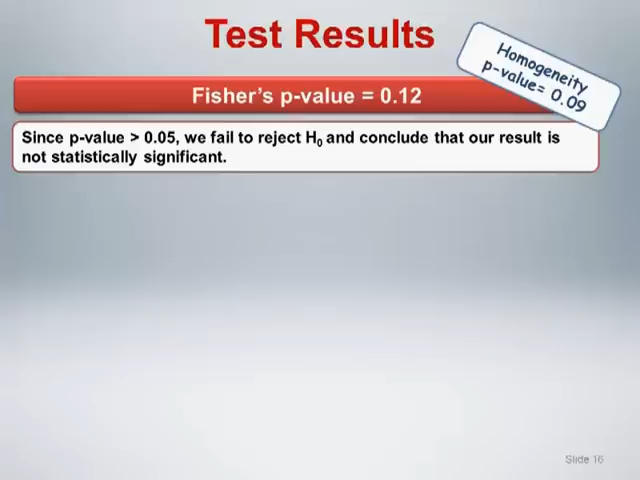 Test Results
Homogeneity
p-value= 0.09
Fisher's p-value = 0.12
Since p-value > 0.05, we fail to reject H₀ and conclude that our result is
not statistically significant.
Slide 16